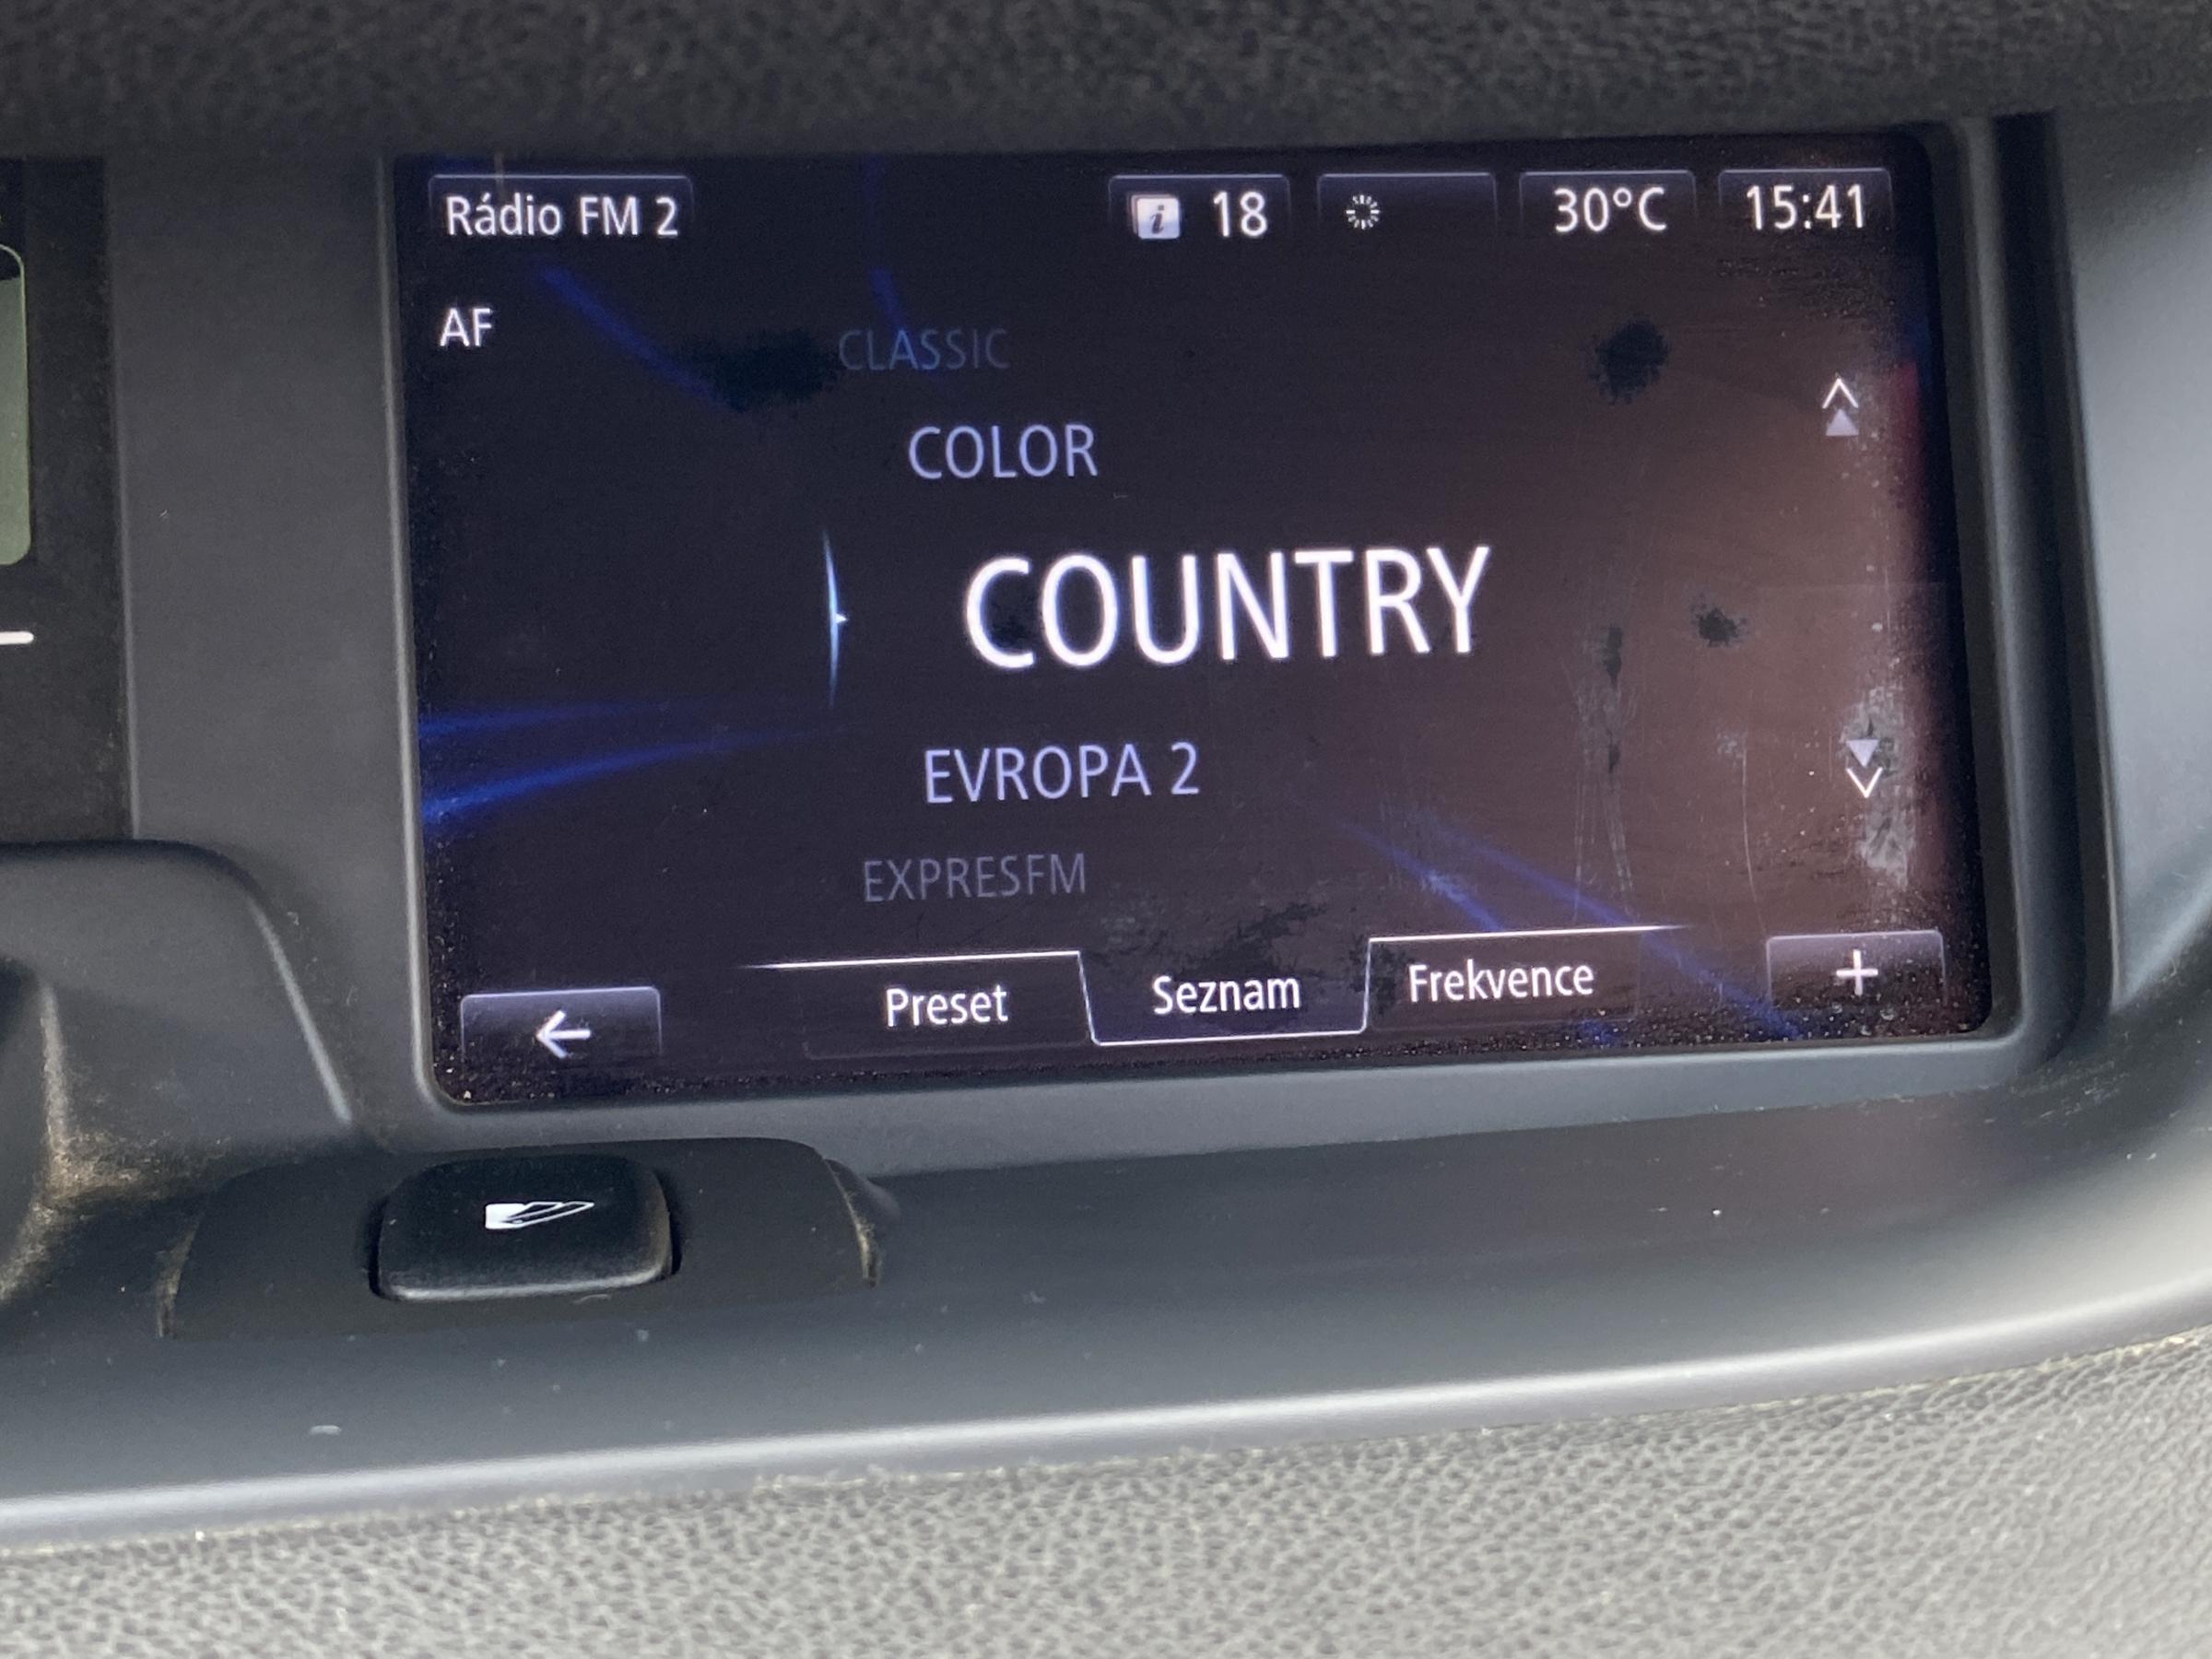 Rádio FM 2
i 18
30°C
15:41
AF
CLASSIC
COLOR
COUNTRY
EVROPA 2
EXPRESFM
Preset
Seznam
Frekvence
+